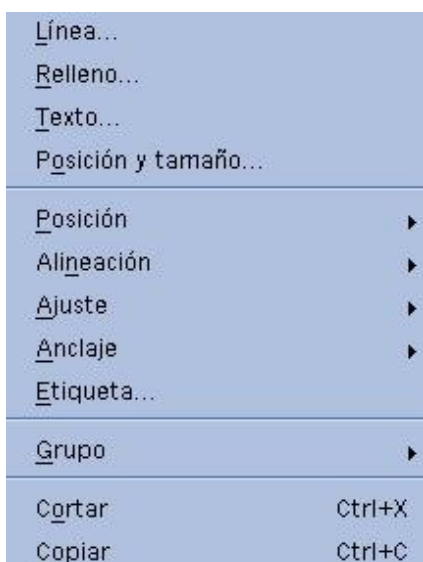 Línea...
Relleno...
Texto...
Posición y tamaño...
Posición
Alineación
Ajuste
Anclaje
Etiqueta...
Grupo
Cortar Ctrl+X
Copiar Ctrl+C